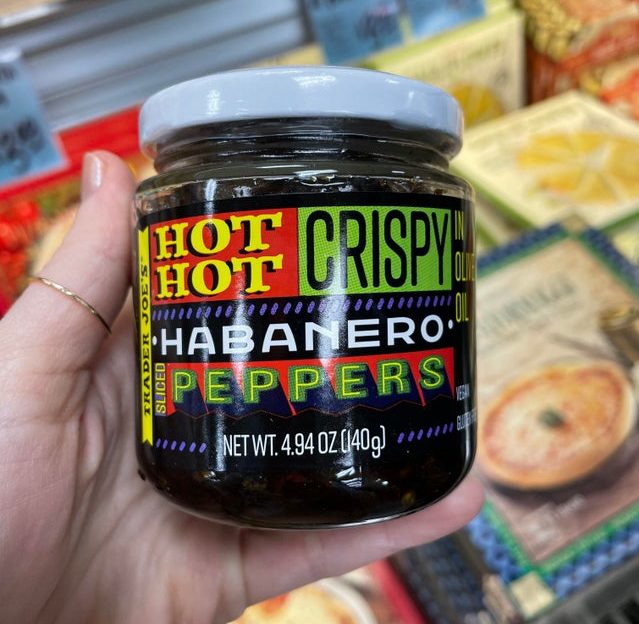 TRADER JOE'S
HOT
HOT
CRISPY
IN
OLIVE
OIL
·HABANERO·
SLICED
PEPPERS
VEGAN
NET WT. 4.94 OZ (140g)